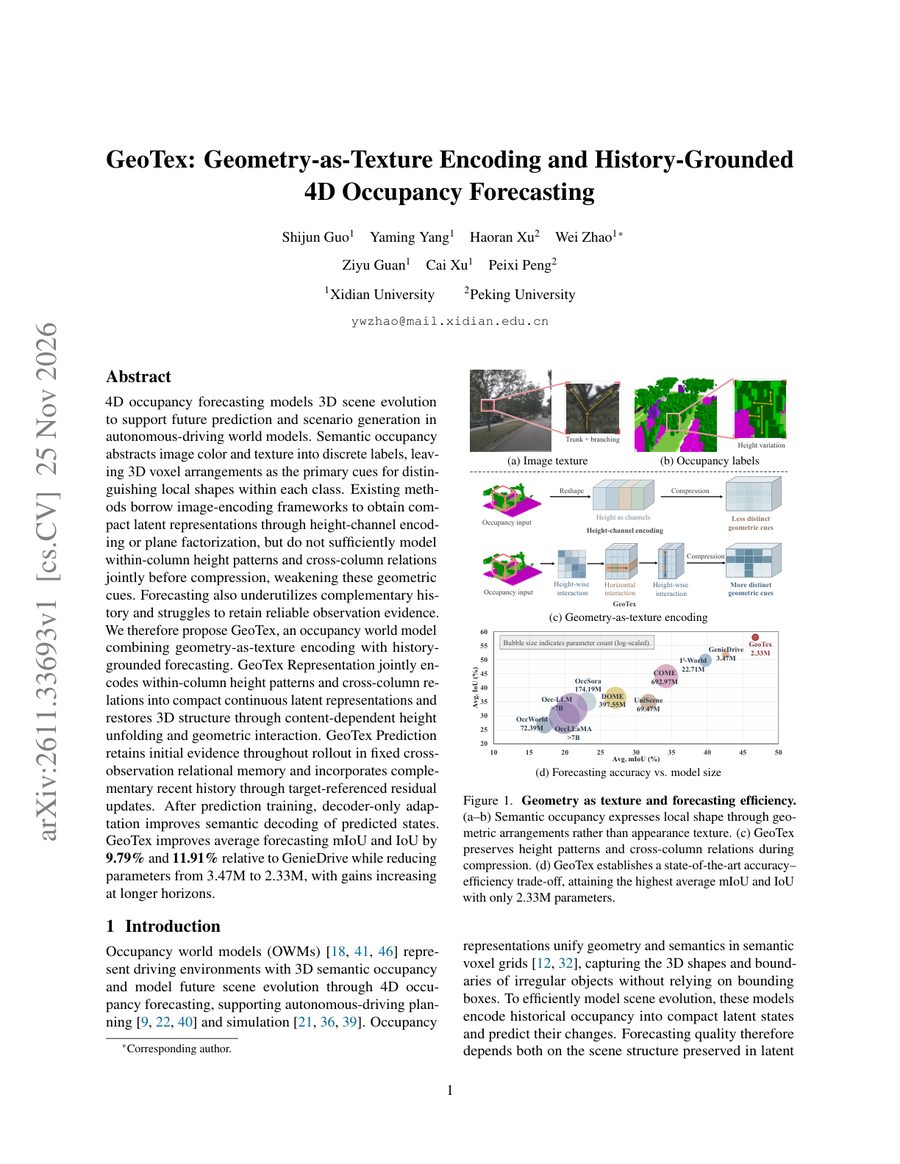 GeoTex: Geometry-as-Texture Encoding and History-Grounded
4D Occupancy Forecasting
Shijun Guo¹ Yaming Yang¹ Haoran Xu² Wei Zhao¹*
Ziyu Guan¹ Cai Xu¹ Peixi Peng²
¹Xidian University ²Peking University
ywzhao@mail.xidian.edu.cn
arXiv:2611.33693v1 [cs.CV] 25 Nov 2026
Abstract
4D occupancy forecasting models 3D scene evolution
to support future prediction and scenario generation in
autonomous-driving world models. Semantic occupancy
abstracts image color and texture into discrete labels, leav-
ing 3D voxel arrangements as the primary cues for distin-
guishing local shapes within each class. Existing meth-
ods borrow image-encoding frameworks to obtain com-
pact latent representations through height-channel encod-
ing or plane factorization, but do not sufficiently model
within-column height patterns and cross-column relations
jointly before compression, weakening these geometric
cues. Forecasting also underutilizes complementary his-
tory and struggles to retain reliable observation evidence.
We therefore propose GeoTex, an occupancy world model
combining geometry-as-texture encoding with history-
grounded forecasting. GeoTex Representation jointly en-
codes within-column height patterns and cross-column re-
lations into compact continuous latent representations and
restores 3D structure through content-dependent height
unfolding and geometric interaction. GeoTex Prediction
retains initial evidence throughout rollout in fixed cross-
observation relational memory and incorporates comple-
mentary recent history through target-referenced residual
updates. After prediction training, decoder-only adap-
tation improves semantic decoding of predicted states.
GeoTex improves average forecasting mIoU and IoU by
9.79% and 11.91% relative to GenieDrive while reducing
parameters from 3.47M to 2.33M, with gains increasing
at longer horizons.
1 Introduction
Occupancy world models (OWMs) [18, 41, 46] repre-
sent driving environments with 3D semantic occupancy
and model future scene evolution through 4D occu-
pancy forecasting, supporting autonomous-driving plan-
ning [9, 22, 40] and simulation [21, 36, 39]. Occupancy
*Corresponding author.
Trunk + branching
Height variation
(a) Image texture
(b) Occupancy labels
Occupancy input
Reshape
Height as channels
Height-channel encoding
Compression
Less distinct
geometric cues
Occupancy input
Height-wise
interaction
Horizontal
interaction
Height-wise
interaction
GeoTex
Compression
More distinct
geometric cues
(c) Geometry-as-texture encoding
Bubble size indicates parameter count (log-scaled).
GeoTex
2.33M
GenieDrive
3.47M
I²-World
22.71M
COME
692.97M
OccSora
174.19M
DOME
397.55M
UniScene
69.47M
Occ-LLM
>7B
OccWorld
72.39M
OccLLaMA
>7B
Avg. IoU (%)
60
55
50
45
40
35
30
25
20
10 15 20 25 30 35 40 45 50
Avg. mIoU (%)
(d) Forecasting accuracy vs. model size
Figure 1. Geometry as texture and forecasting efficiency.
(a–b) Semantic occupancy expresses local shape through geo-
metric arrangements rather than appearance texture. (c) GeoTex
preserves height patterns and cross-column relations during
compression. (d) GeoTex establishes a state-of-the-art accuracy–
efficiency trade-off, attaining the highest average mIoU and IoU
with only 2.33M parameters.
representations unify geometry and semantics in semantic
voxel grids [12, 32], capturing the 3D shapes and bound-
aries of irregular objects without relying on bounding
boxes. To efficiently model scene evolution, these models
encode historical occupancy into compact latent states
and predict their changes. Forecasting quality therefore
depends both on the scene structure preserved in latent
1